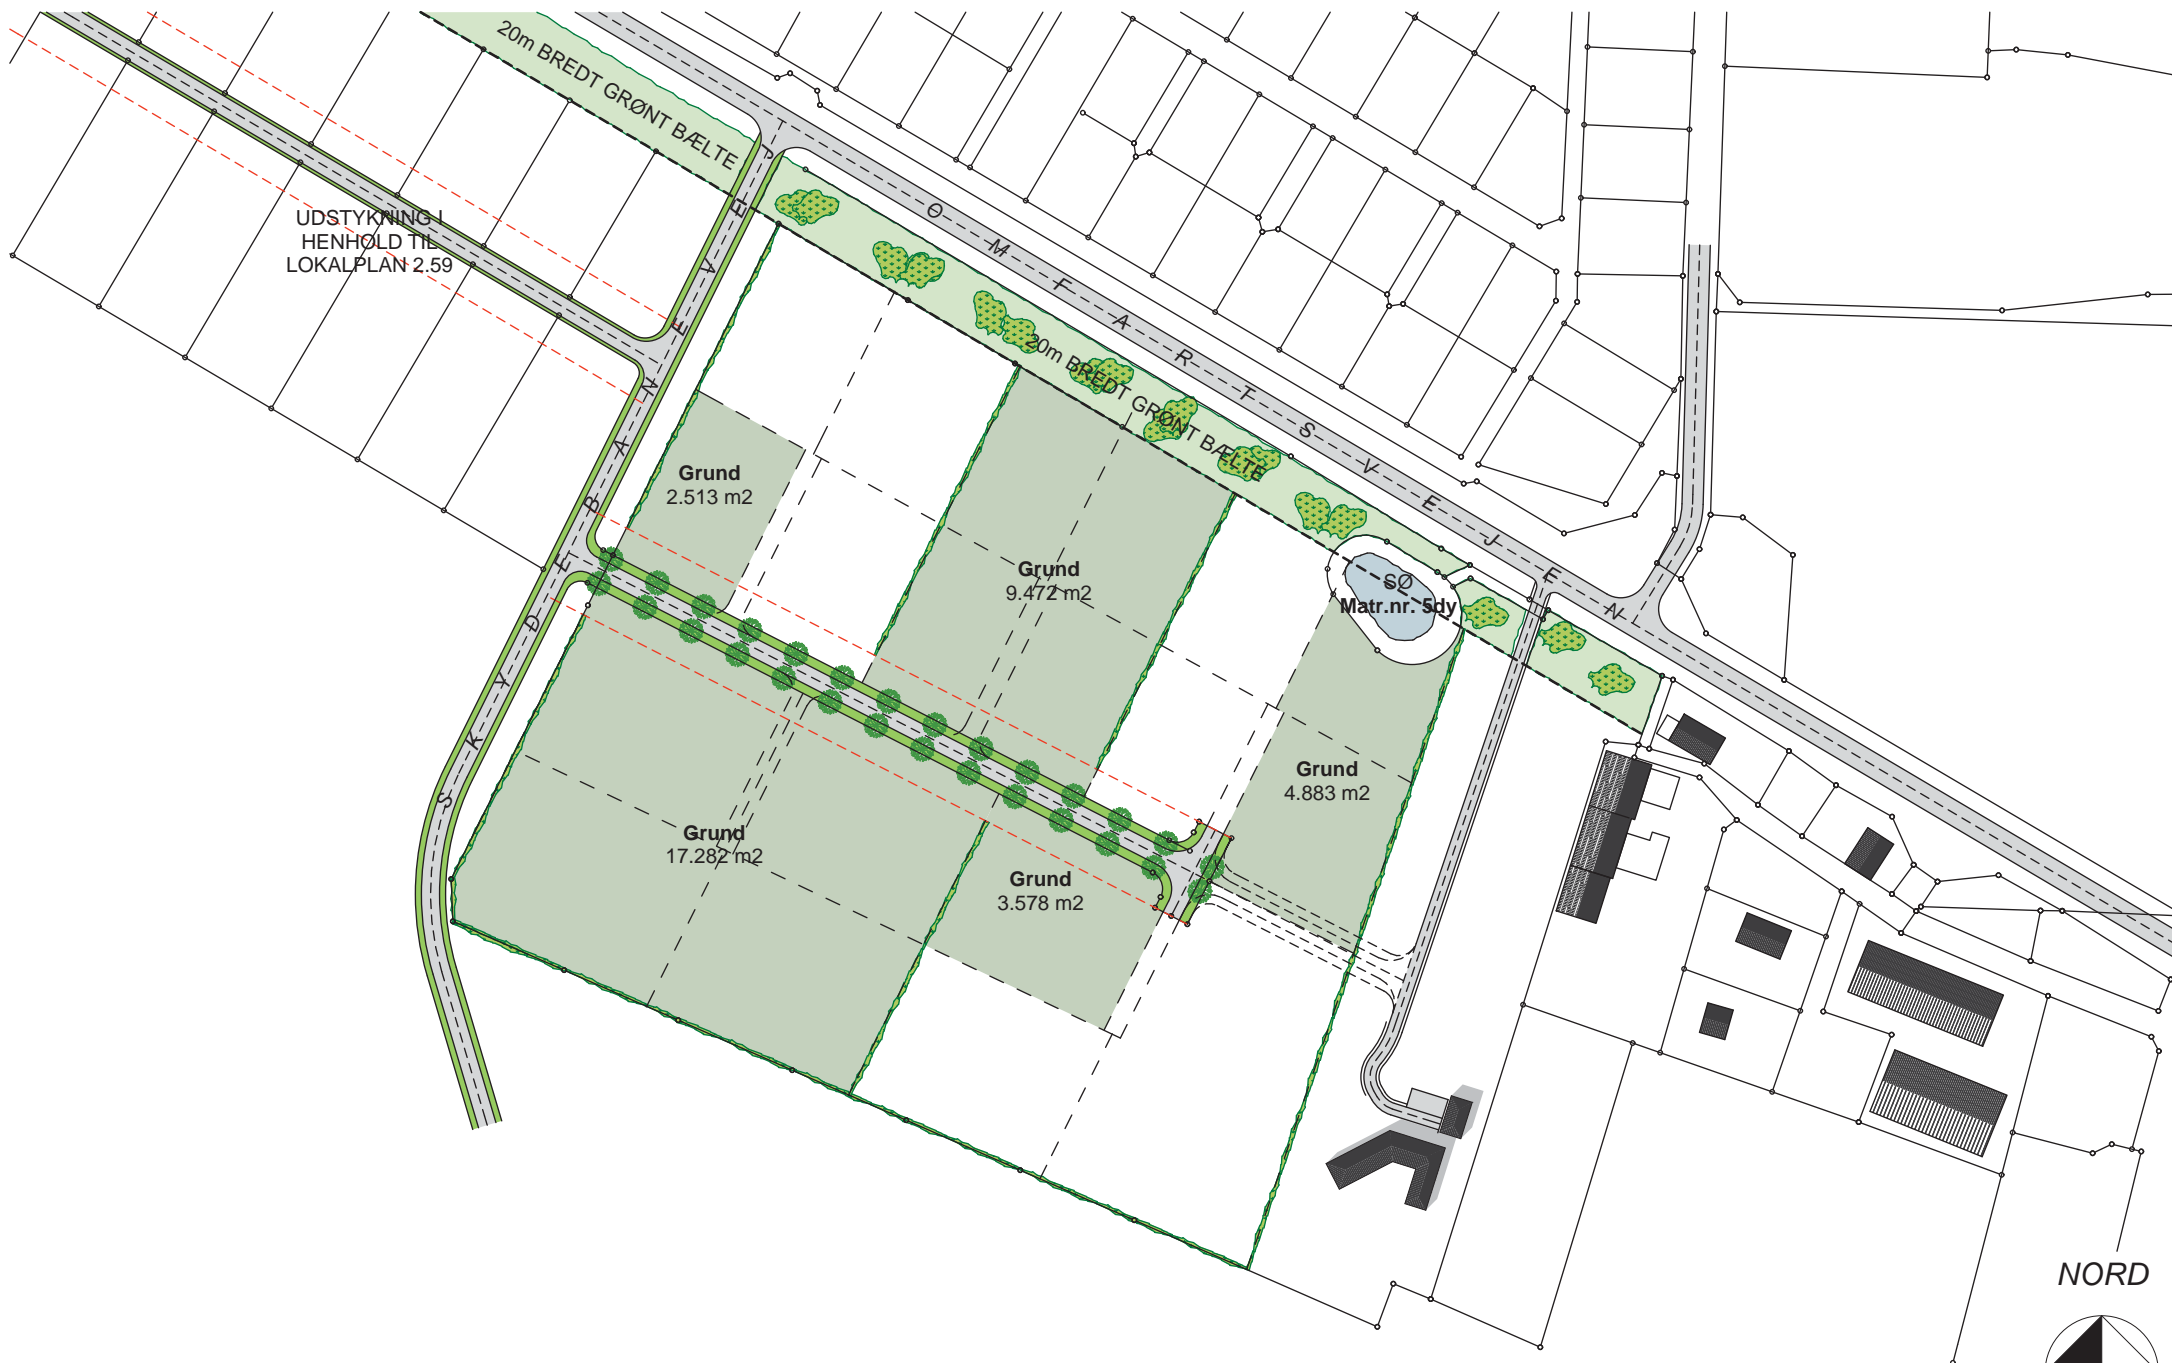 20m BREDT GRØNT BÆLTE
UDSTYKNING I
HENHOLD TIL
LOKALPLAN 2.59
OMFARTSVEJEN
20m BREDT GRØNT BÆLTE
SKYDEBANEVEJ
Grund
2.513 m2
Grund
9.472 m2
SØ
Matr.nr. 5dy
Grund
4.883 m2
Grund
17.282 m2
Grund
3.578 m2
NORD